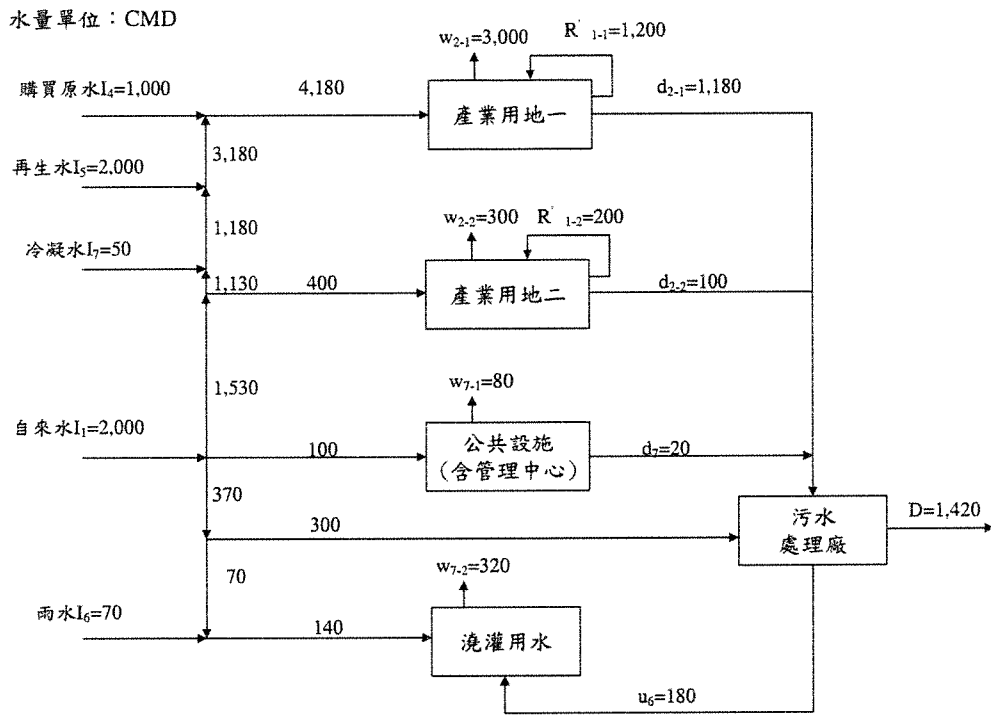 水量單位：CMD
w₂₋₁=3,000
R' ₁₋₁=1,200
購買原水I₄=1,000
4,180
產業用地一
d₂₋₁=1,180
3,180
再生水I₅=2,000
1,180
w₂₋₂=300
R' ₁₋₂=200
冷凝水I₇=50
1,130
400
產業用地二
d₂₋₂=100
1,530
w₇₋₁=80
自來水I₁=2,000
100
公共設施
（含管理中心）
d₇=20
370
300
污水
處理廠
D=1,420
70
w₇₋₂=320
雨水I₆=70
140
澆灌用水
u₆=180